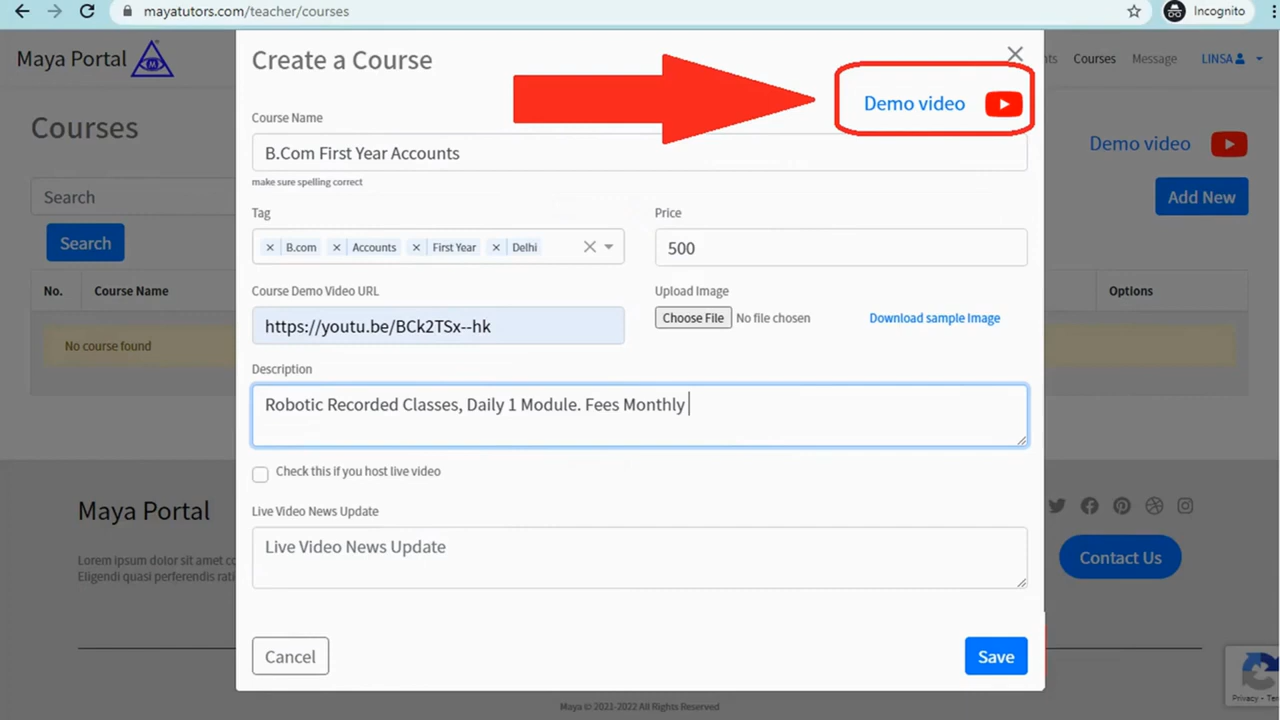 mayatutors.com/teacher/courses
Incognito
Maya Portal
Create a Course
nts
Courses
Message
LINSA
Demo video
Courses
Course Name
Demo video
B.Com First Year Accounts
make sure spelling correct
Search
Add New
Tag
Price
Search
× B.com × Accounts × First Year × Delhi
500
No.
Course Name
Course Demo Video URL
Upload Image
Options
https://youtu.be/BCk2TSx--hk
Choose File No file chosen
Download sample Image
No course found
Description
Robotic Recorded Classes, Daily 1 Module. Fees Monthly
Check this if you host live video
Maya Portal
Live Video News Update
Live Video News Update
Lorem ipsum dolor sit amet co
Eligendi quasi perferendis rati
Contact Us
Cancel
Save
Privacy - Ter
Maya © 2021-2022 All Rights Reserved